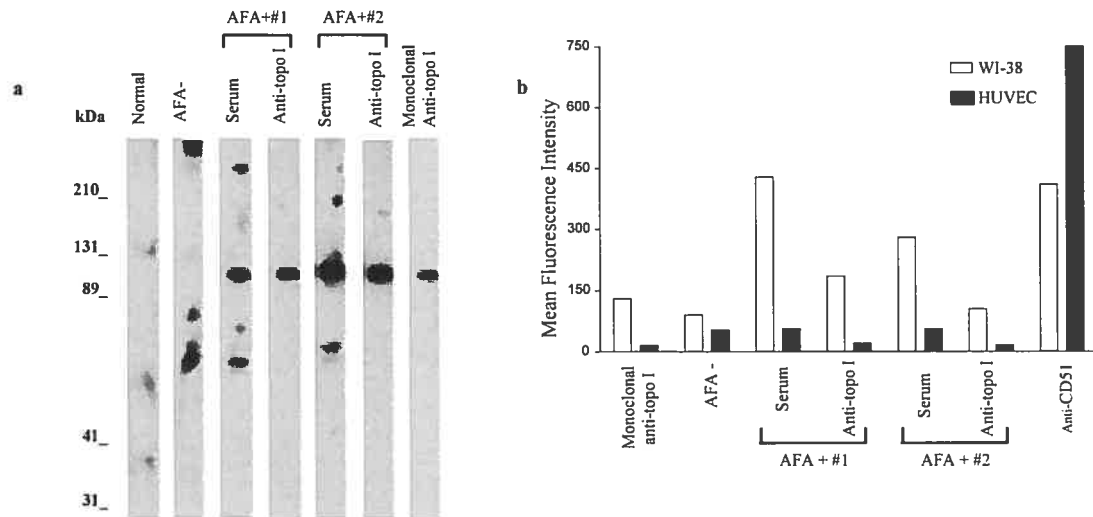 a
kDa
Normal
AFA-
AFA+#1
Serum
Anti-topo I
AFA+#2
Serum
Anti-topo I
Monoclonal
Anti-topo I
210_
131_
89_
41_
31_
b
Mean Fluorescence Intensity
750
600
450
300
150
0
WI-38
HUVEC
Monoclonal
anti-topo I
AFA -
Serum
Anti-topo I
AFA + #1
Serum
Anti-topo I
AFA + #2
Anti-CD51